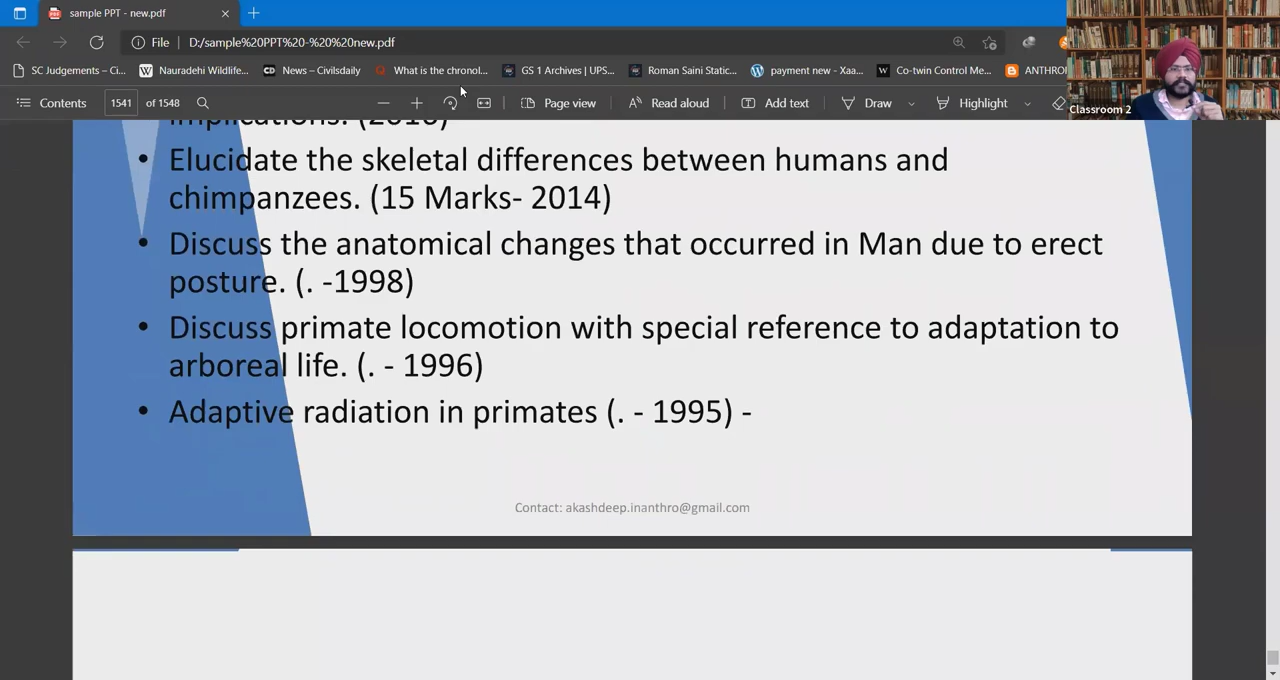 sample PPT - new.pdf
File | D:/sample%20PPT%20-%20%20new.pdf
SC Judgements – Ci... Nauradehi Wildlife... News – Civilsdaily What is the chronol... GS 1 Archives | UPS... Roman Saini Static... payment new - Xaa... Co-twin Control Me... ANTHRO
Contents 1541 of 1548 Page view Read aloud Add text Draw Highlight
Classroom 2
• Elucidate the skeletal differences between humans and
chimpanzees. (15 Marks- 2014)
• Discuss the anatomical changes that occurred in Man due to erect
posture. (. -1998)
• Discuss primate locomotion with special reference to adaptation to
arboreal life. (. - 1996)
• Adaptive radiation in primates (. - 1995) -
Contact: akashdeep.inanthro@gmail.com